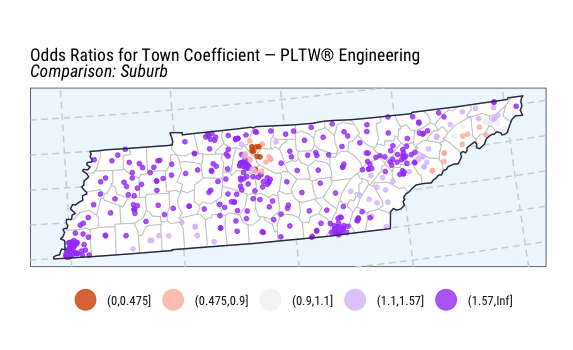 Odds Ratios for Town Coefficient — PLTW® Engineering
Comparison: Suburb
(0,0.475]
(0.475,0.9]
(0.9,1.1]
(1.1,1.57]
(1.57,Inf]